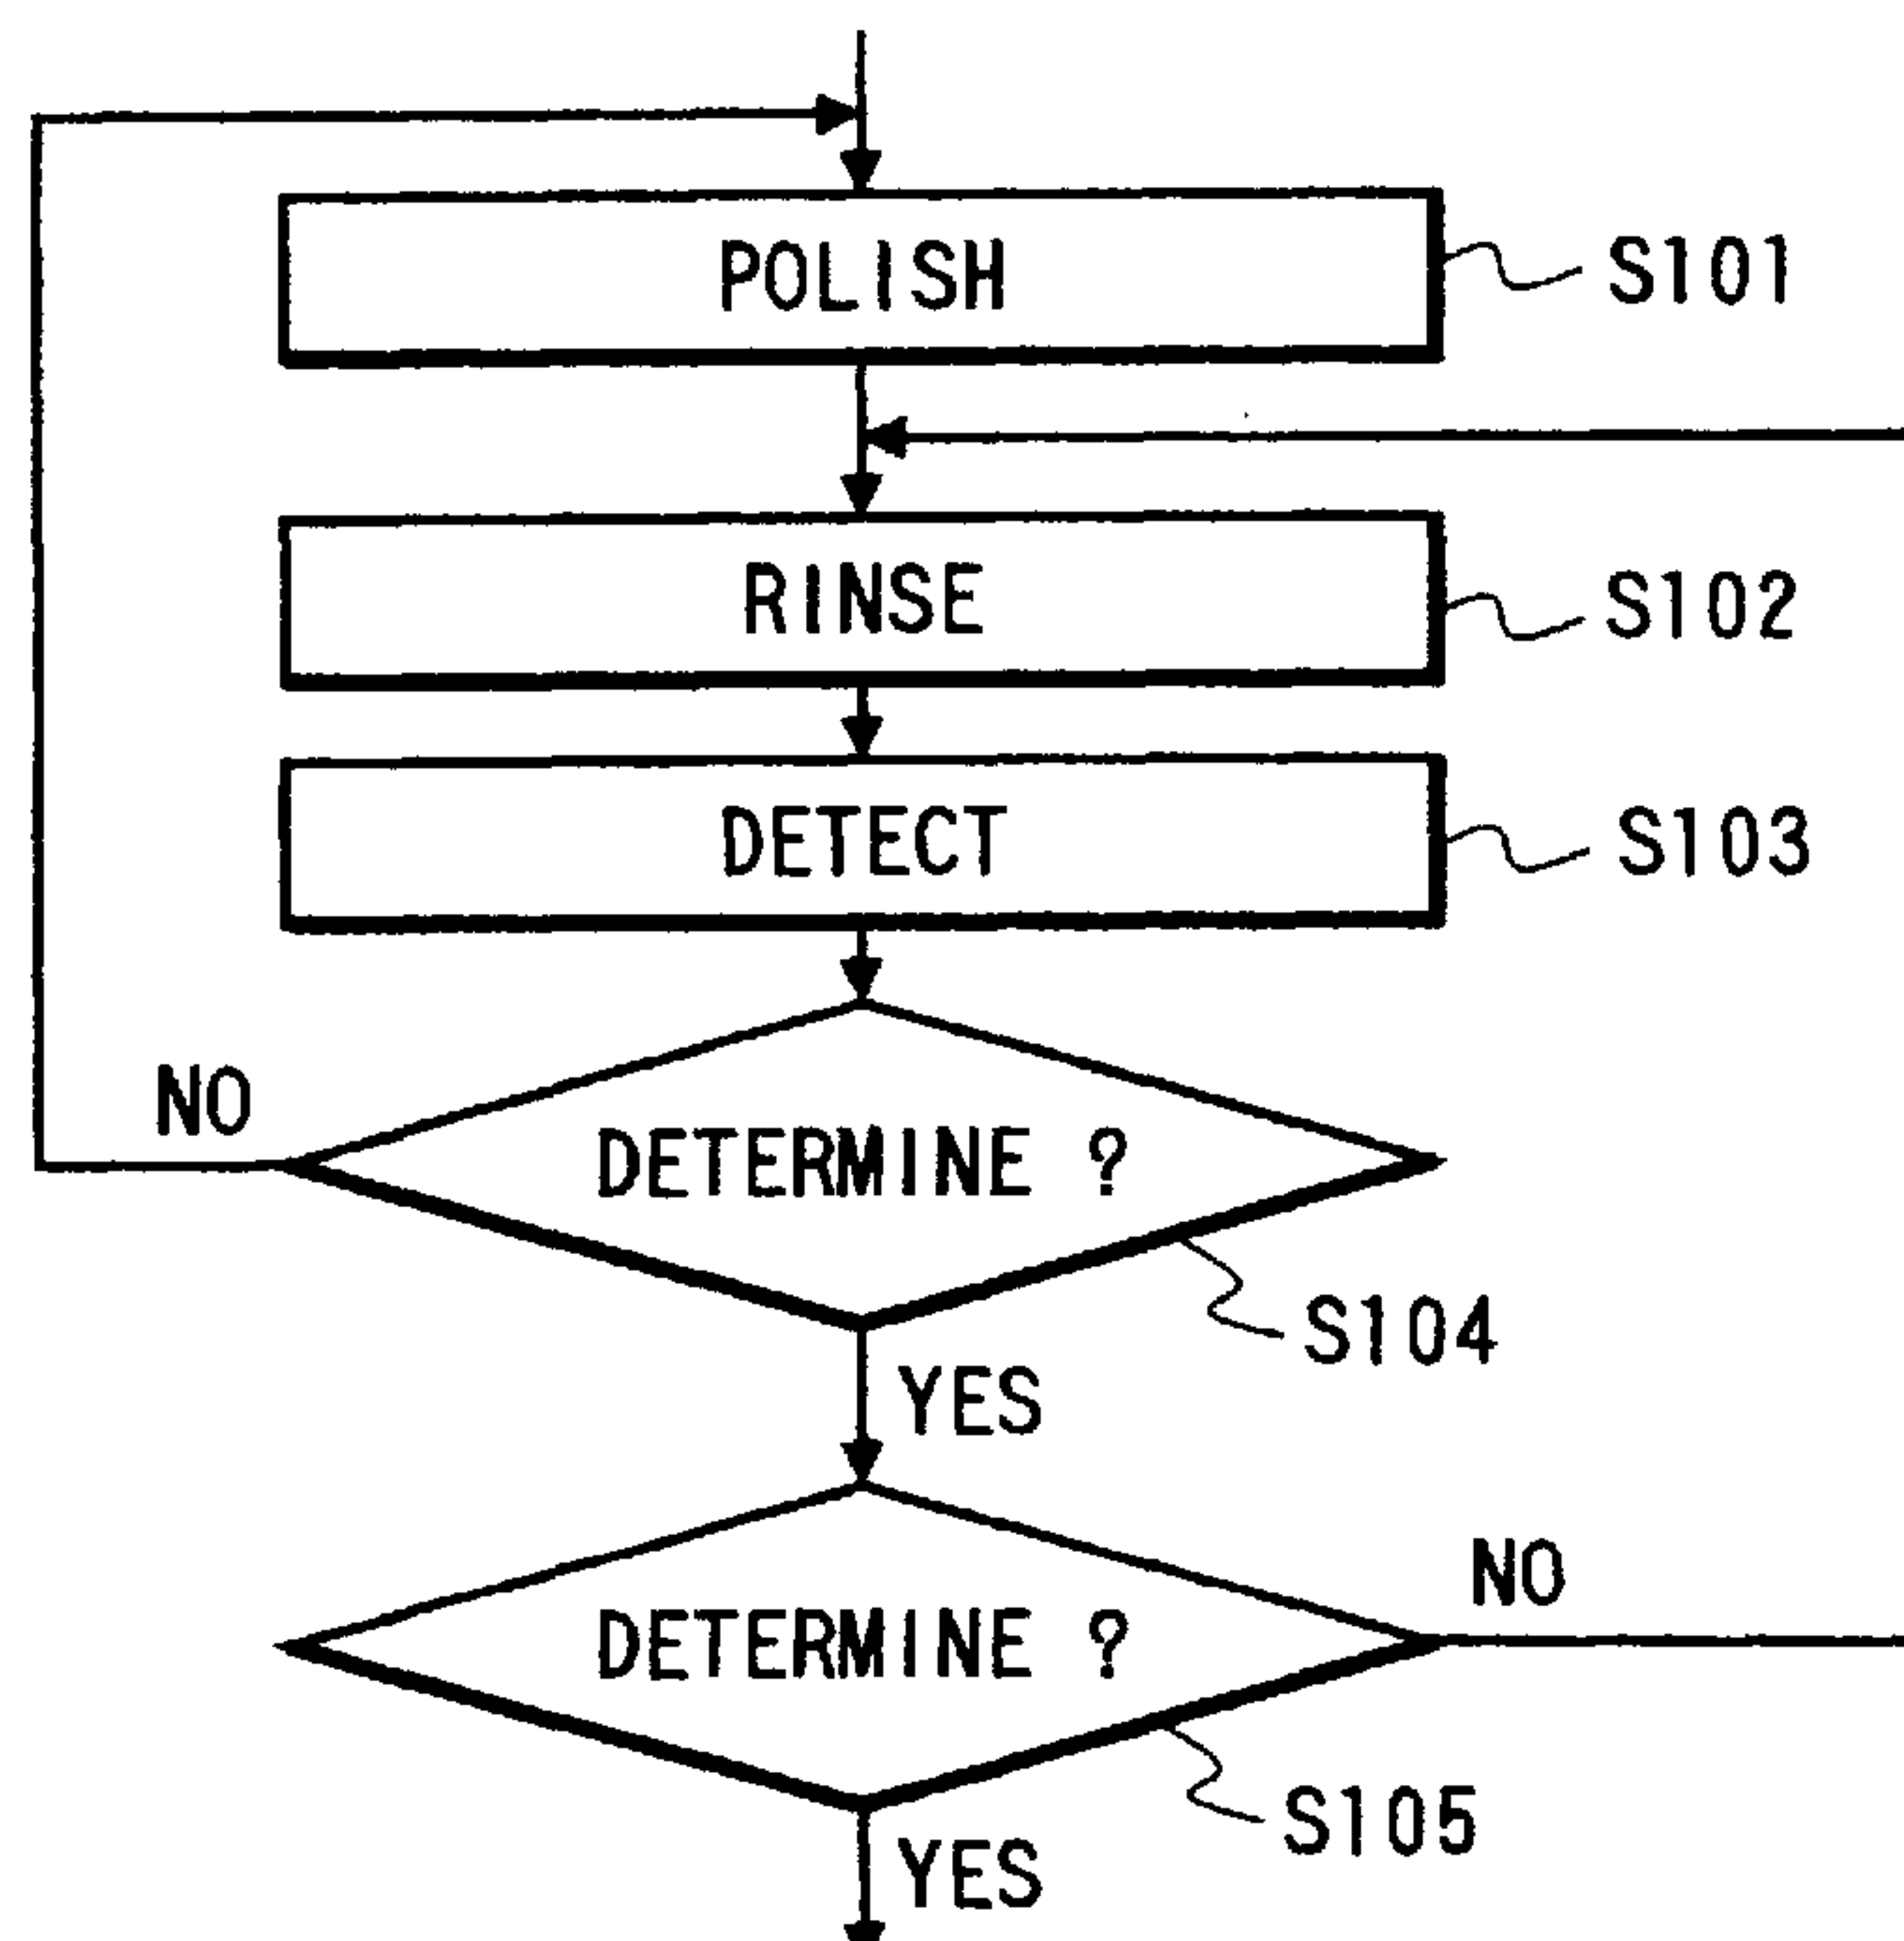 POLISH
S101
RINSE
S102
DETECT
S103
NO
DETERMINE ?
S104
YES
NO
DETERMINE ?
S105
YES